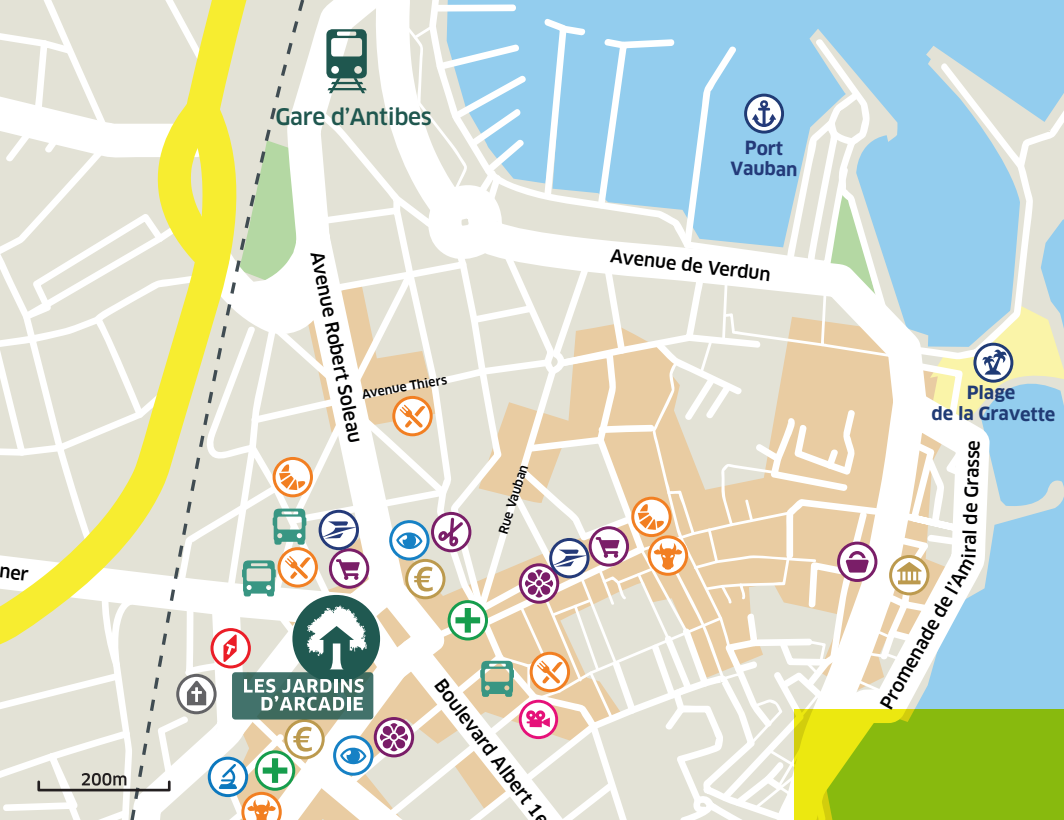 Gare d'Antibes
Port
Vauban
Avenue de Verdun
Avenue Robert Soleau
Avenue Thiers
Plage
de la Gravette
Rue Vauban
Promenade de l'Amiral de Grasse
ner
€
LES JARDINS
D'ARCADIE
Boulevard Albert 1e
€
200m